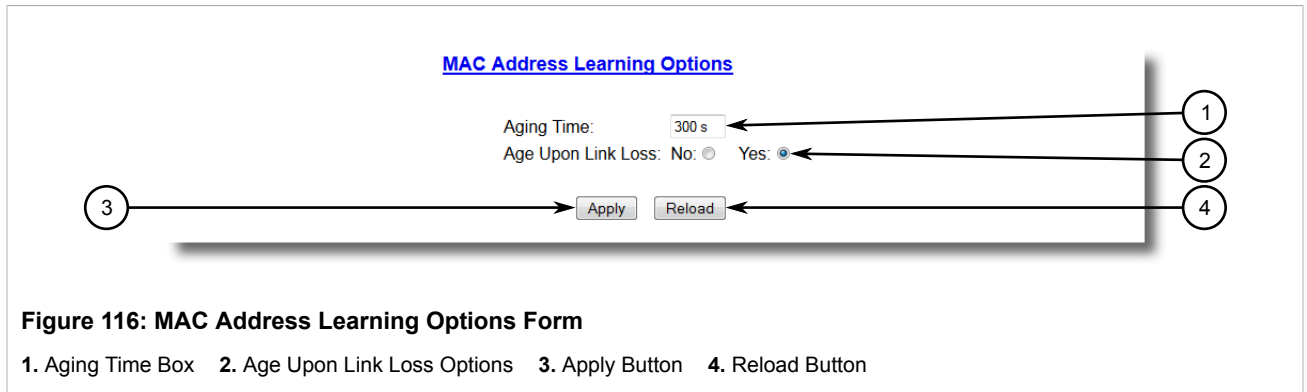 MAC Address Learning Options
Aging Time: 300 s
1
Age Upon Link Loss: No: Yes:
2
3
Apply Reload
4
Figure 116: MAC Address Learning Options Form
1. Aging Time Box 2. Age Upon Link Loss Options 3. Apply Button 4. Reload Button